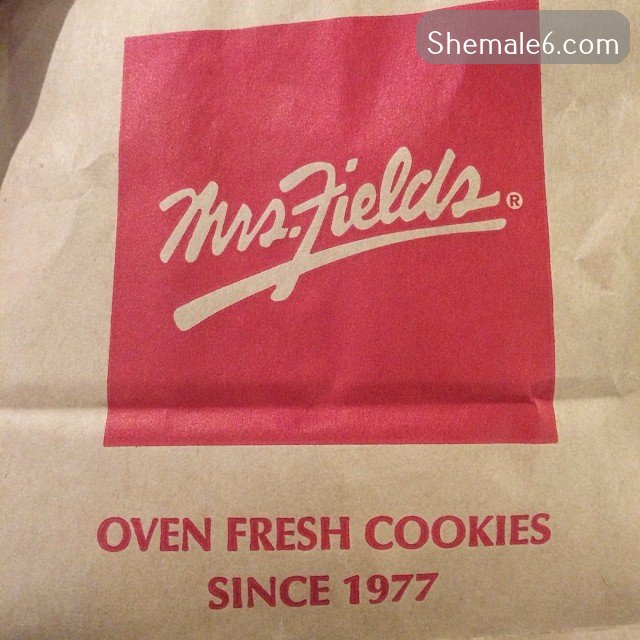 Shemale6.com
Mrs. Fields®
OVEN FRESH COOKIES
SINCE 1977